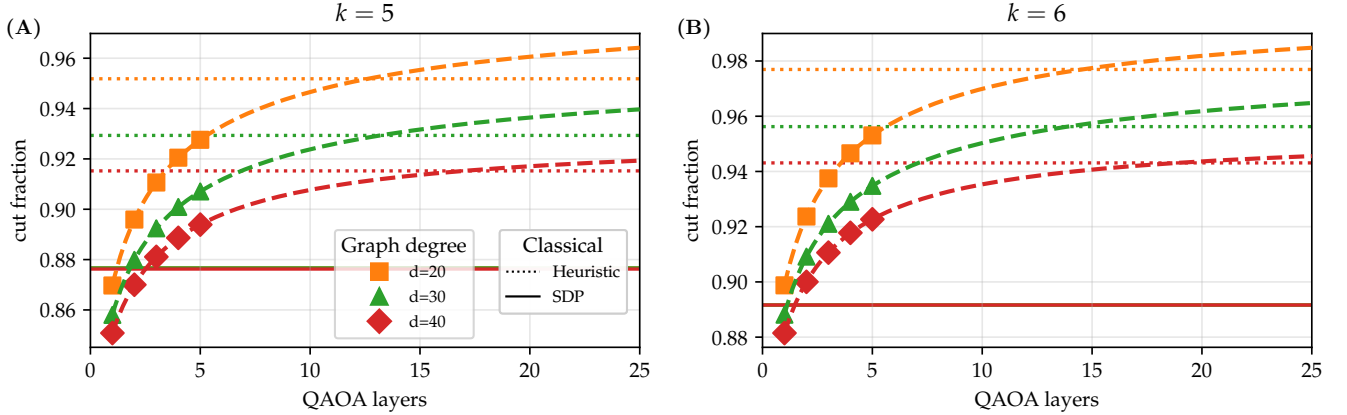 (A)
k = 5
cut fraction
0.96
0.94
0.92
0.90
0.88
0.86
0 5 10 15 20 25
QAOA layers
Graph degree
d=20
d=30
d=40
Classical
Heuristic
SDP
(B)
k = 6
cut fraction
0.98
0.96
0.94
0.92
0.90
0.88
0 5 10 15 20 25
QAOA layers